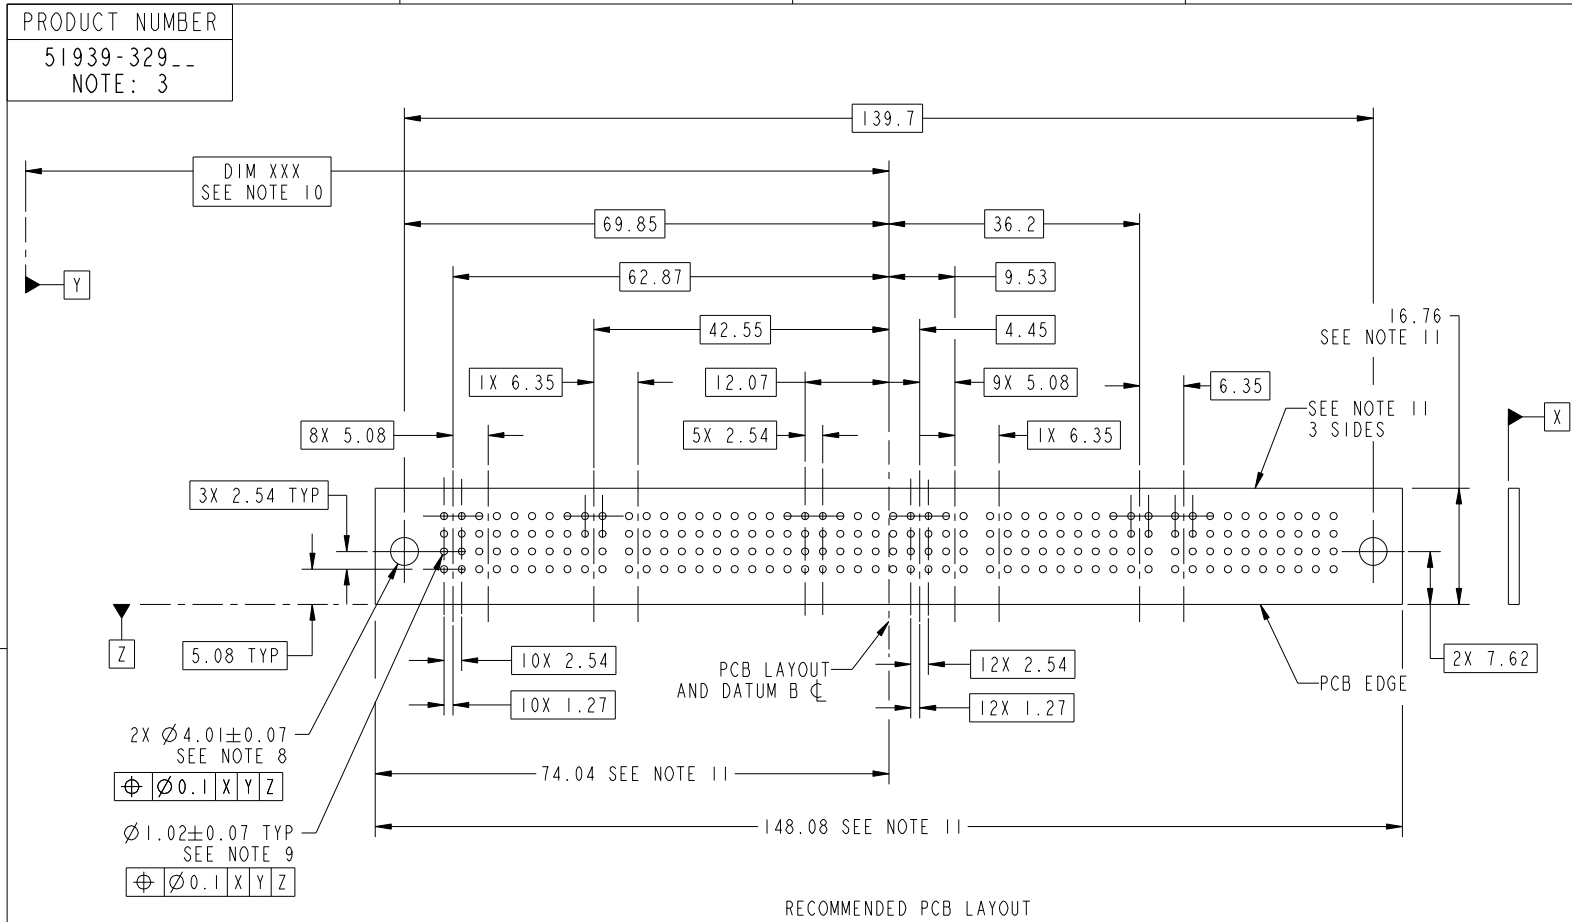 PRODUCT NUMBER
51939-329__
NOTE: 3
139.7
DIM XXX
SEE NOTE 10
69.85
36.2
Y
62.87
9.53
42.55
4.45
16.76
SEE NOTE 11
1X 6.35
12.07
9X 5.08
6.35
SEE NOTE 11
3 SIDES
X
8X 5.08
5X 2.54
1X 6.35
3X 2.54 TYP
Z
5.08 TYP
10X 2.54
PCB LAYOUT
AND DATUM B ℄
12X 2.54
2X 7.62
PCB EDGE
10X 1.27
12X 1.27
2X Ø4.01±0.07
SEE NOTE 8
⌖ Ø0.1 X Y Z
74.04 SEE NOTE 11
Ø1.02±0.07 TYP
SEE NOTE 9
⌖ Ø0.1 X Y Z
148.08 SEE NOTE 11
RECOMMENDED PCB LAYOUT